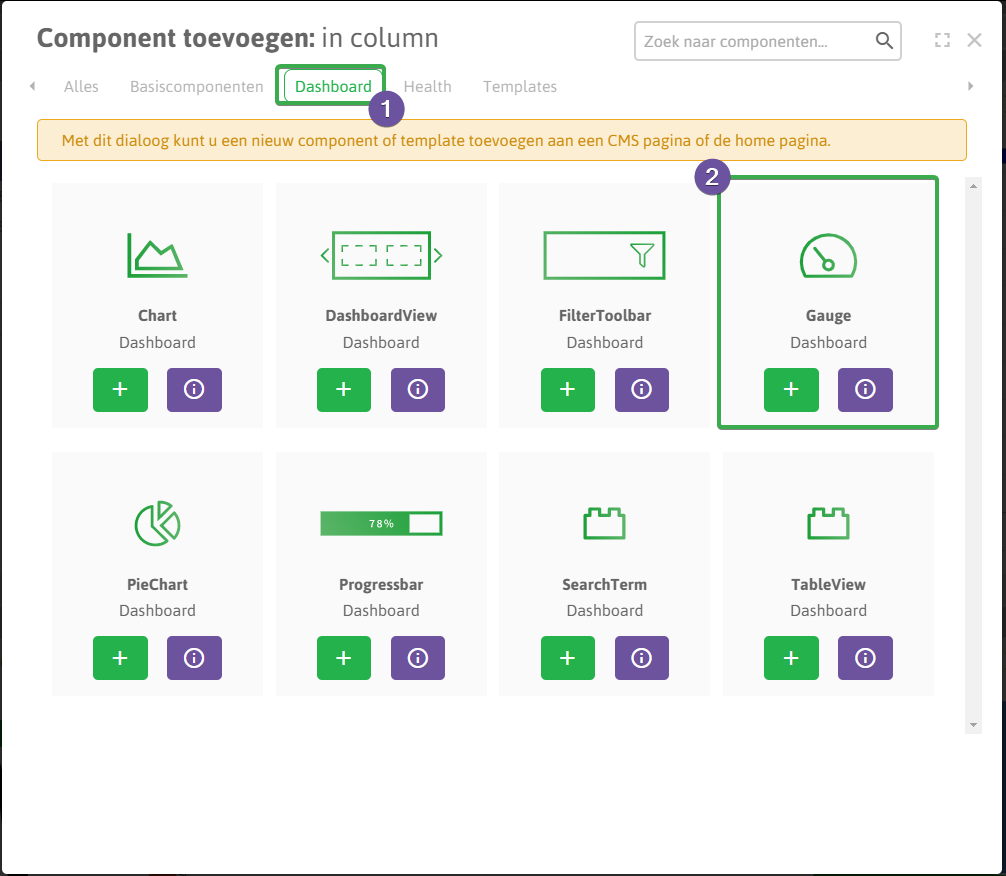 Component toevoegen: in column
Zoek naar componenten...
Alles Basiscomponenten Dashboard Health Templates
1
Met dit dialoog kunt u een nieuw component of template toevoegen aan een CMS pagina of de home pagina.
2
Chart DashboardView FilterToolbar Gauge
Dashboard Dashboard Dashboard Dashboard
78%
PieChart Progressbar SearchTerm TableView
Dashboard Dashboard Dashboard Dashboard